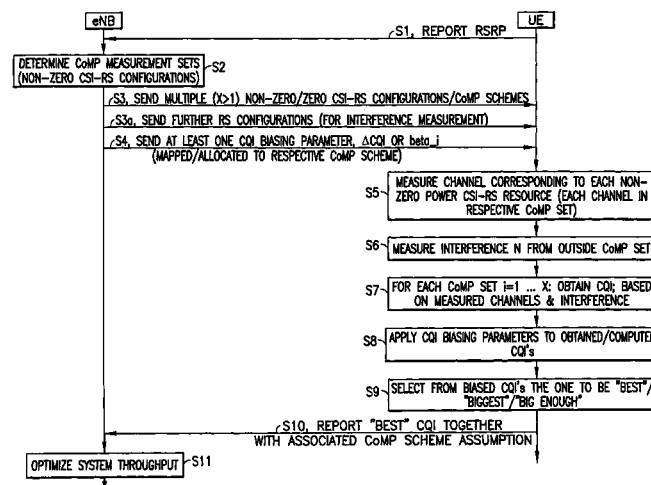 eNB
UE
S1, REPORT RSRP
DETERMINE CoMP MEASUREMENT SETS
(NON-ZERO CSI-RS CONFIGURATIONS)
S2
S3, SEND MULTIPLE (X>1) NON-ZERO/ZERO CSI-RS CONFIGURATIONS/CoMP SCHEMES
S3a, SEND FURTHER RS CONFIGURATIONS (FOR INTERFERENCE MEASUREMENT)
S4, SEND AT LEAST ONE CQI BIASING PARAMETER, ΔCQI OR beta_i
(MAPPED/ALLOCATED TO RESPECTIVE CoMP SCHEME)
S5
MEASURE CHANNEL CORRESPONDING TO EACH NON-
ZERO POWER CSI-RS RESOURCE (EACH CHANNEL IN
RESPECTIVE CoMP SET)
S6
MEASURE INTERFERENCE N FROM OUTSIDE CoMP SET
S7
FOR EACH CoMP SET i=1 ... X: OBTAIN CQI; BASED
ON MEASURED CHANNELS & INTERFERENCE
S8
APPLY CQI BIASING PARAMETERS TO OBTAINED/COMPUTED
CQI's
S9
SELECT FROM BIASED CQI's THE ONE TO BE "BEST"/
"BIGGEST"/"BIG ENOUGH"
S10, REPORT "BEST" CQI TOGETHER
WITH ASSOCIATED CoMP SCHEME ASSUMPTION
OPTIMIZE SYSTEM THROUGHPUT
S11